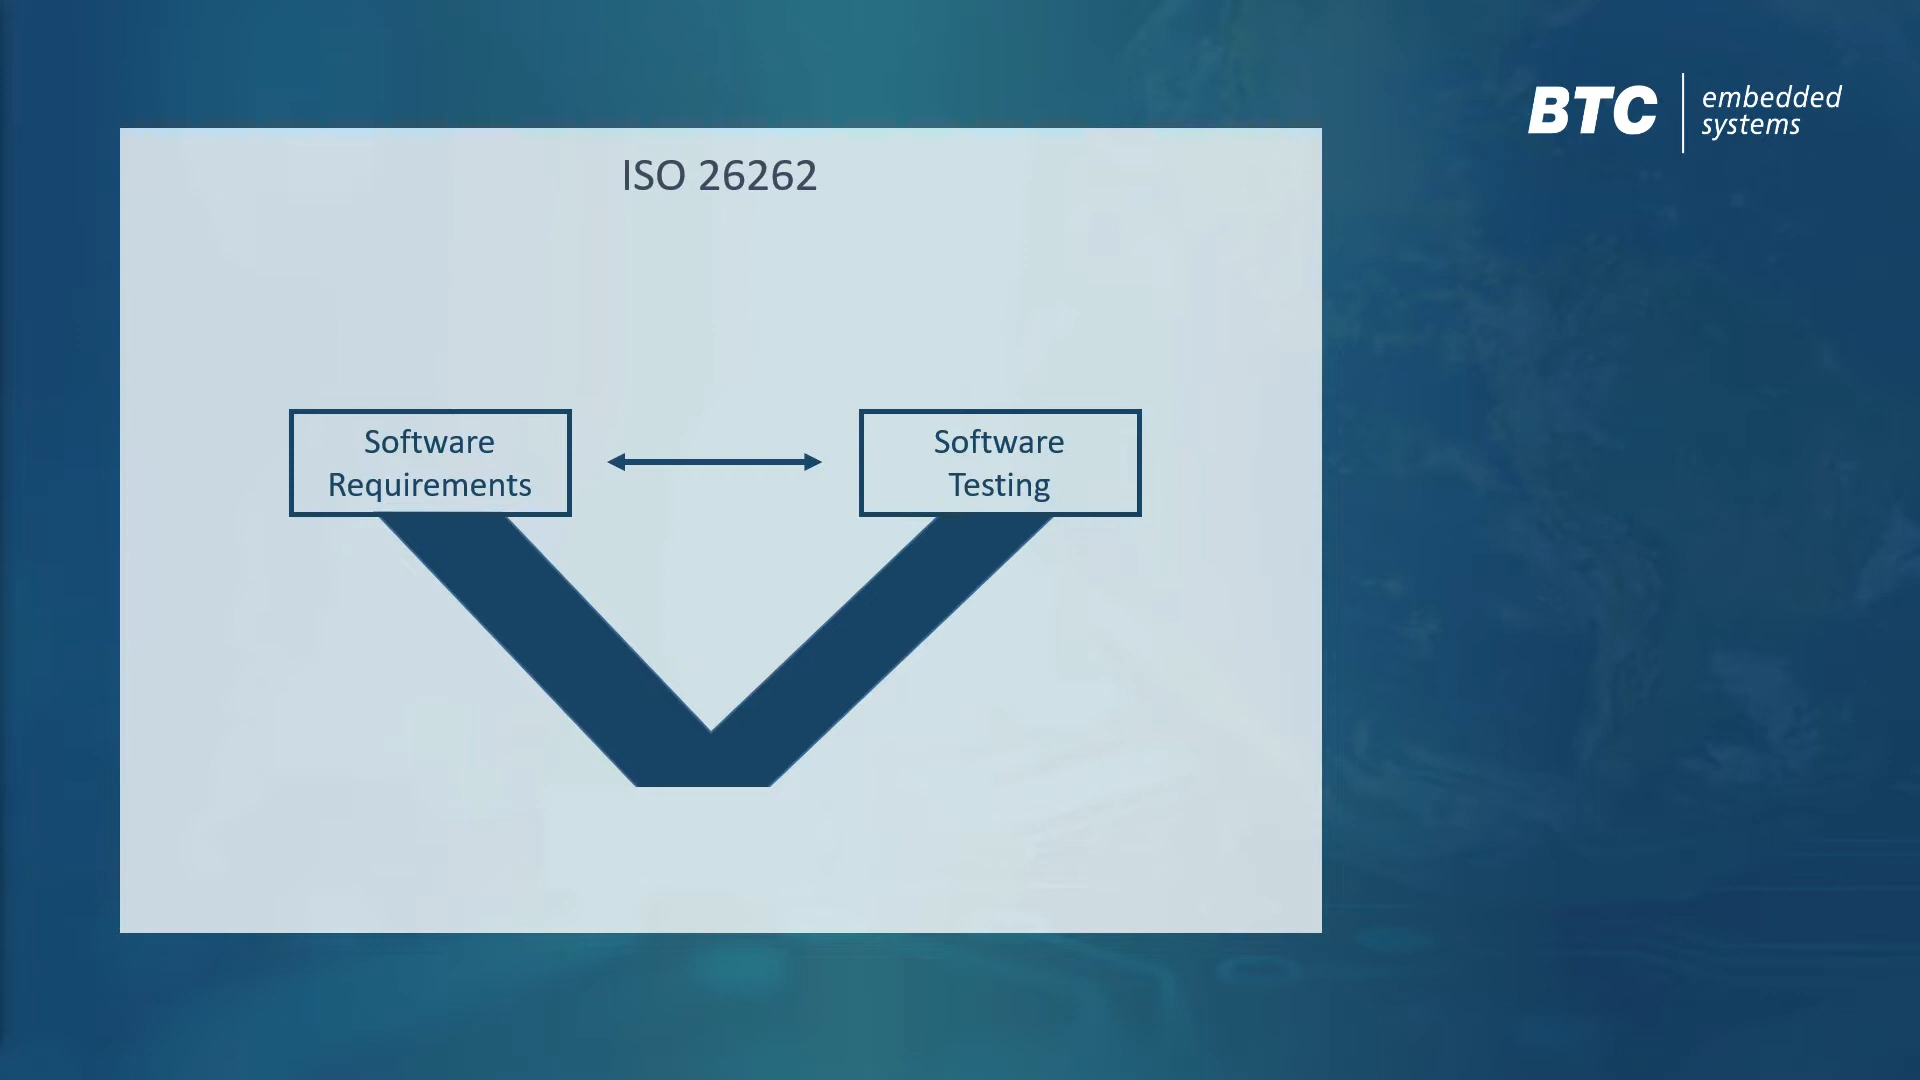 BTC
embedded
systems
ISO 26262
Software
Requirements
Software
Testing